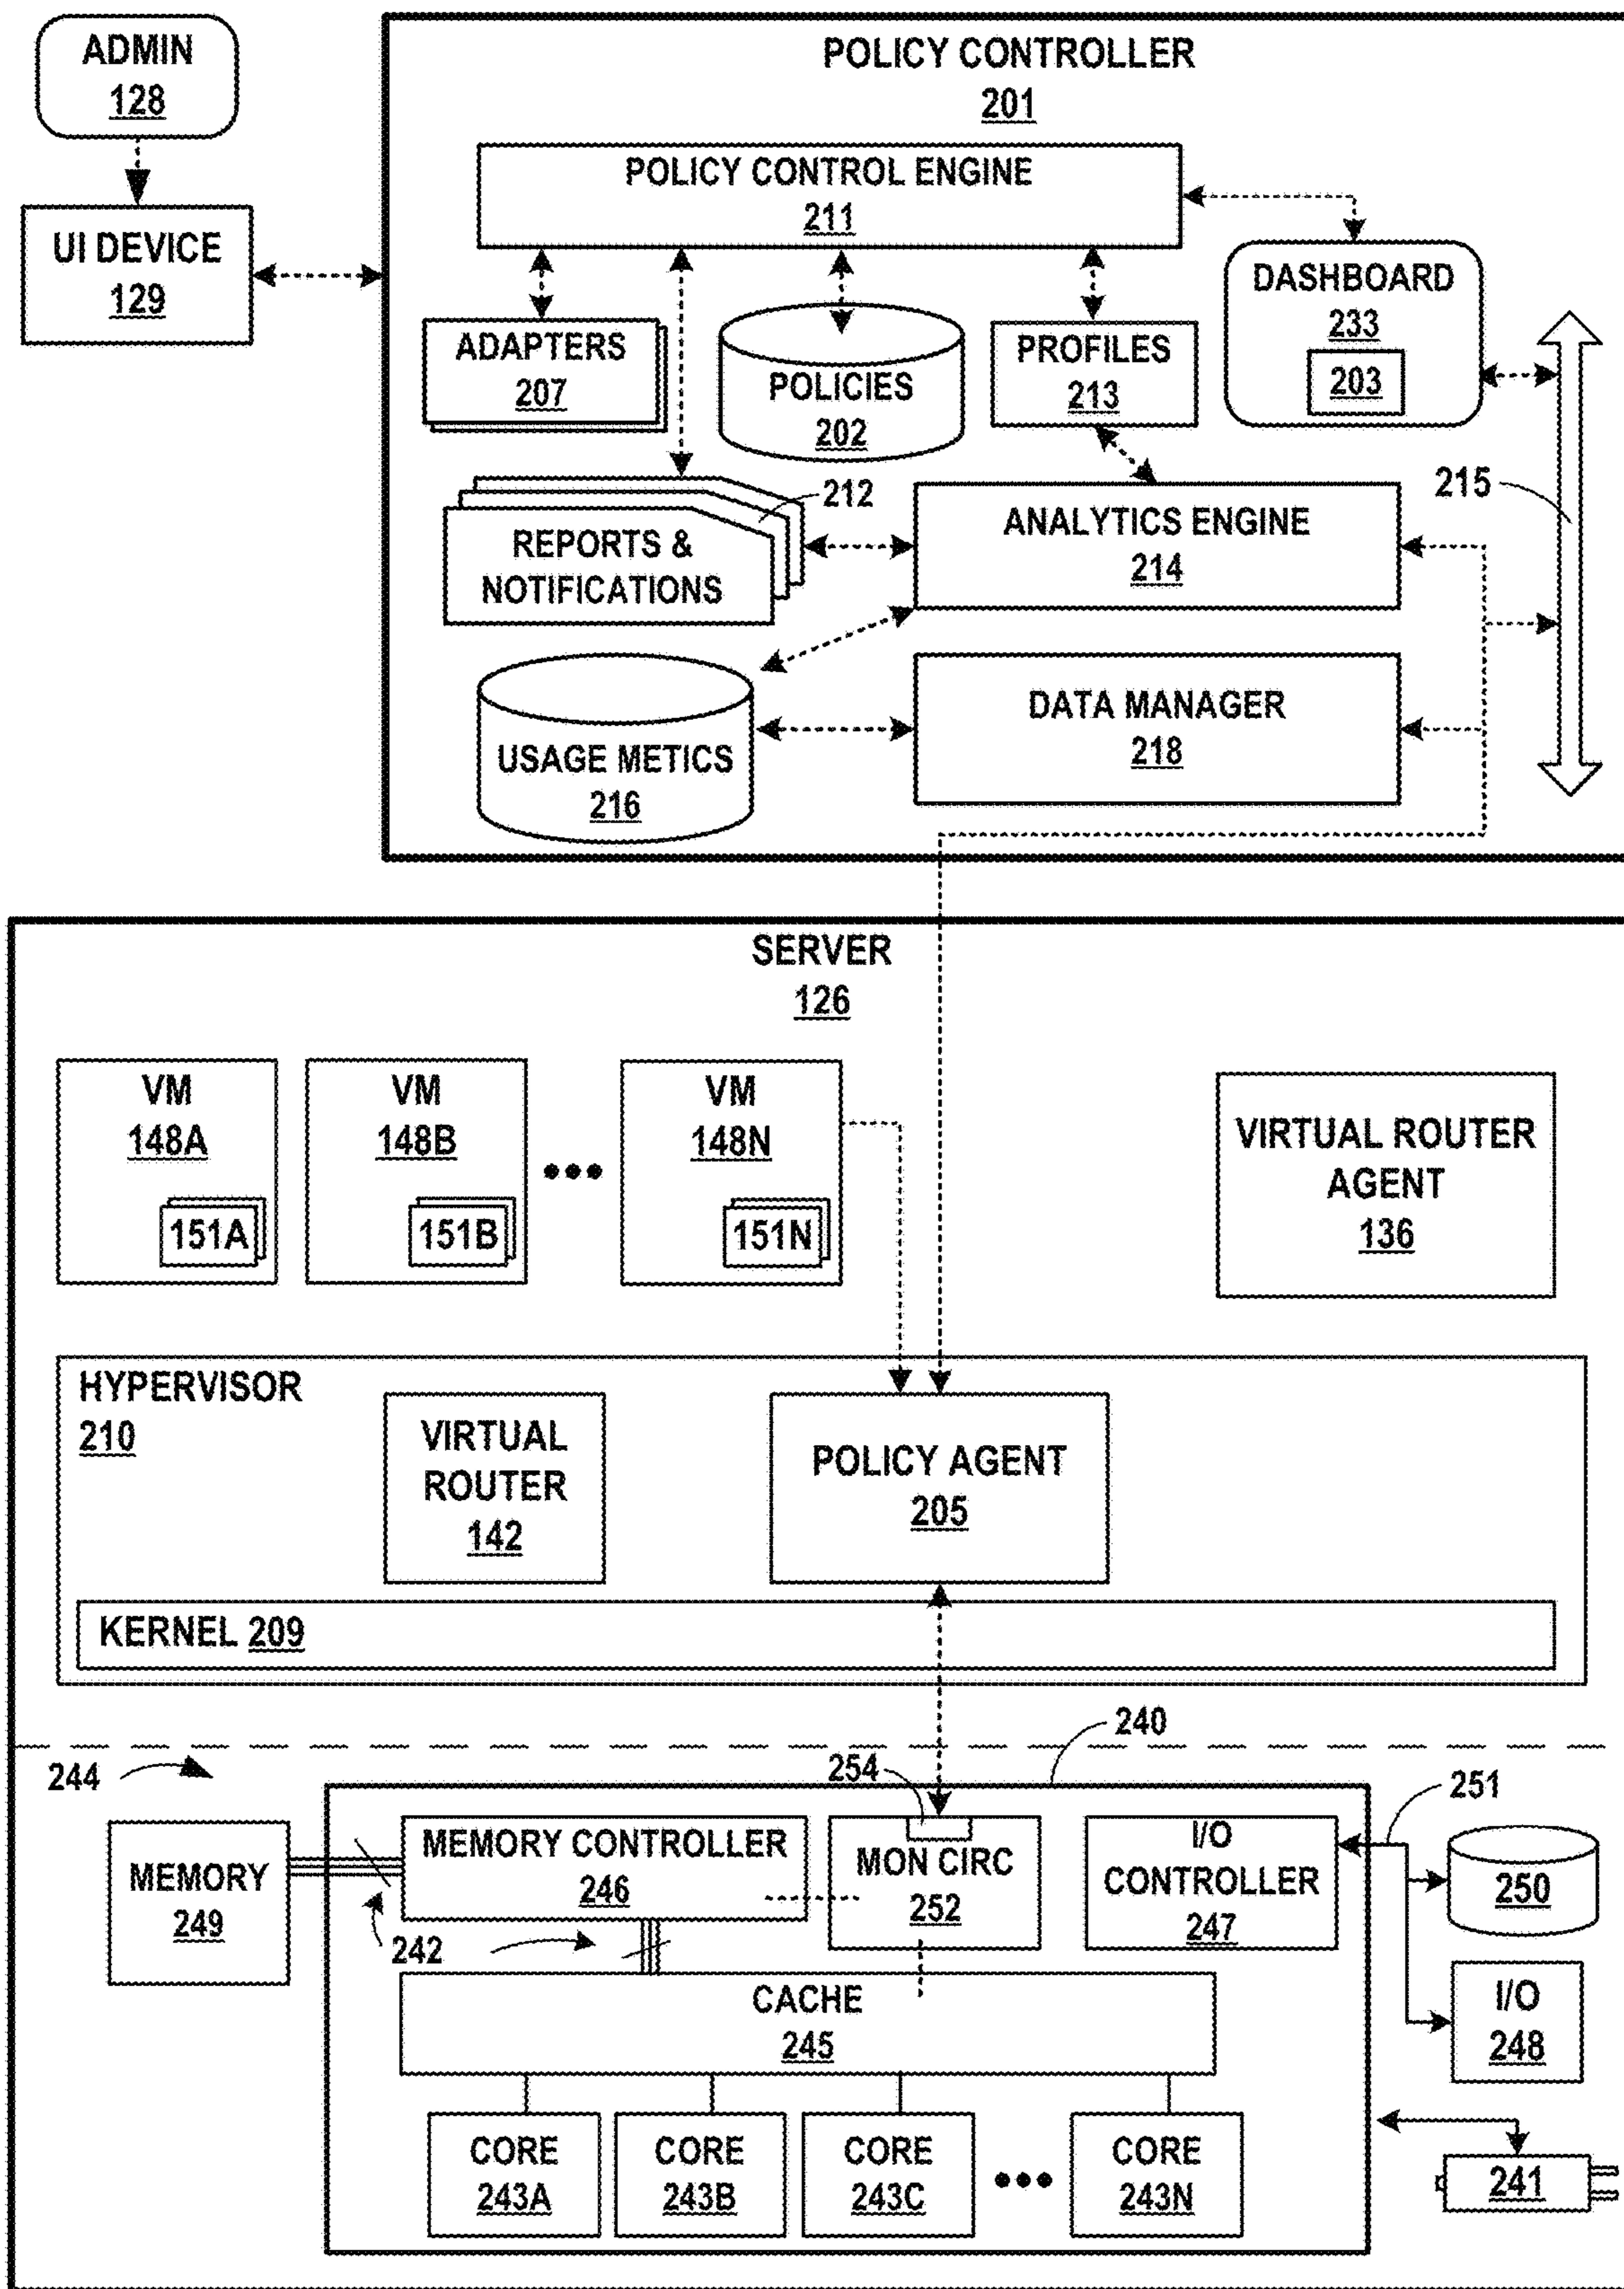 ADMIN
128
UI DEVICE
129
POLICY CONTROLLER
201
POLICY CONTROL ENGINE
211
DASHBOARD
233
203
ADAPTERS
207
POLICIES
202
PROFILES
213
215
212
REPORTS &
NOTIFICATIONS
ANALYTICS ENGINE
214
USAGE METICS
216
DATA MANAGER
218
SERVER
126
VM
148A
151A
VM
148B
151B
VM
148N
151N
VIRTUAL ROUTER
AGENT
136
HYPERVISOR
210
VIRTUAL
ROUTER
142
POLICY AGENT
205
KERNEL 209
240
244
254
251
MEMORY
249
MEMORY CONTROLLER
246
MON CIRC
252
I/O
CONTROLLER
247
250
242
CACHE
245
I/O
248
CORE
243A
CORE
243B
CORE
243C
CORE
243N
241